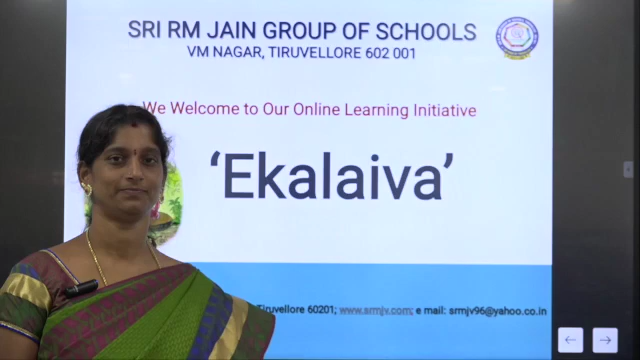 SRI RM JAIN GROUP OF SCHOOLS
VM NAGAR, TIRUVELLORE 602 001
We Welcome to Our Online Learning Initiative
‘Ekalaiva’
Tiruvellore 60201; www.srmjv.com; e mail: srmjv96@yahoo.co.in